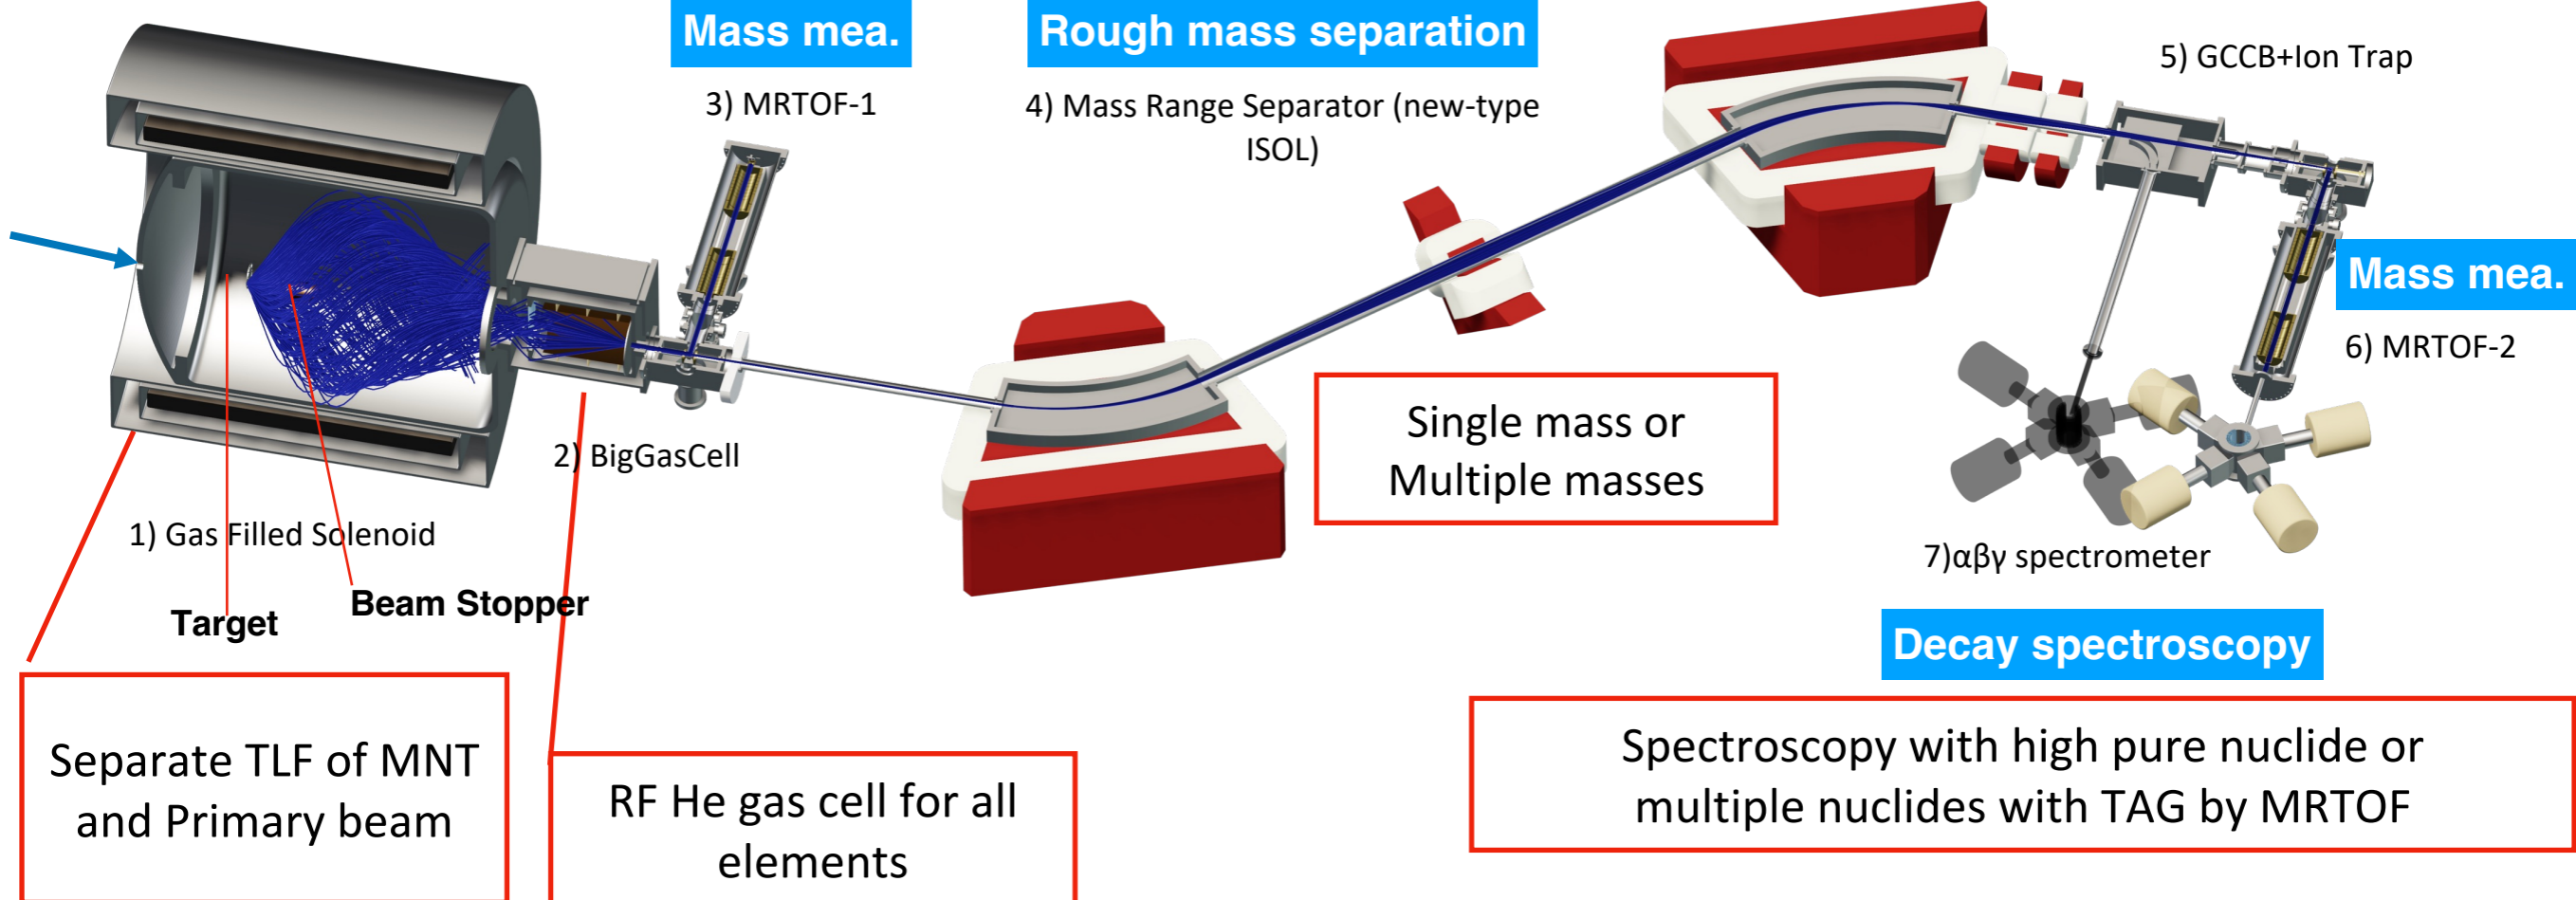 Mass mea.
3) MRTOF-1
Rough mass separation
4) Mass Range Separator (new-type
ISOL)
5) GCCB+Ion Trap
Mass mea.
6) MRTOF-2
Single mass or
Multiple masses
2) BigGasCell
1) Gas Filled Solenoid
Target
Beam Stopper
7)αβγ spectrometer
Decay spectroscopy
Separate TLF of MNT
and Primary beam
RF He gas cell for all
elements
Spectroscopy with high pure nuclide or
multiple nuclides with TAG by MRTOF